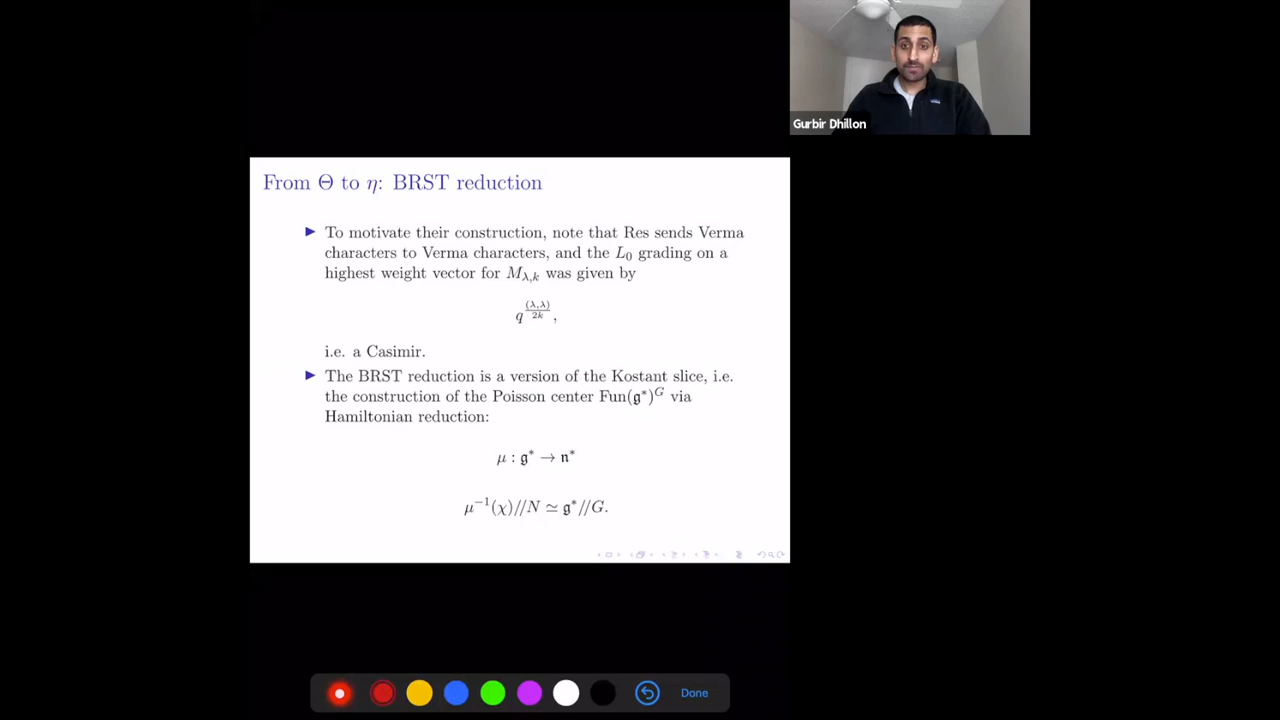 Gurbir Dhillon
From Θ to η: BRST reduction
▶ To motivate their construction, note that Res sends Verma
characters to Verma characters, and the L₀ grading on a
highest weight vector for M_{λ,k} was given by
q^{\frac{(λ,λ)}{2k}},
i.e. a Casimir.
▶ The BRST reduction is a version of the Kostant slice, i.e.
the construction of the Poisson center Fun(𝔤*)^G via
Hamiltonian reduction:
μ : 𝔤* → 𝔫*
μ⁻¹(χ)//N ≃ 𝔤*//G.
Done